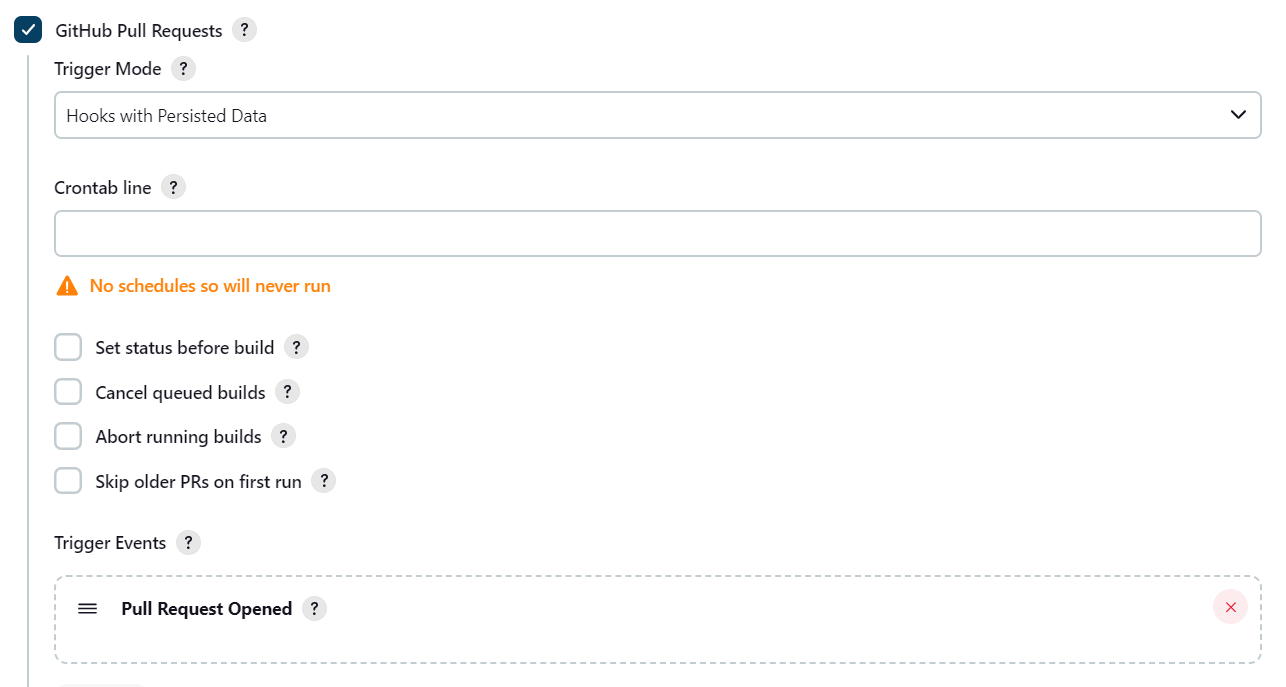 GitHub Pull Requests ?
Trigger Mode ?
Hooks with Persisted Data
Crontab line ?
No schedules so will never run
Set status before build ?
Cancel queued builds ?
Abort running builds ?
Skip older PRs on first run ?
Trigger Events ?
Pull Request Opened ?